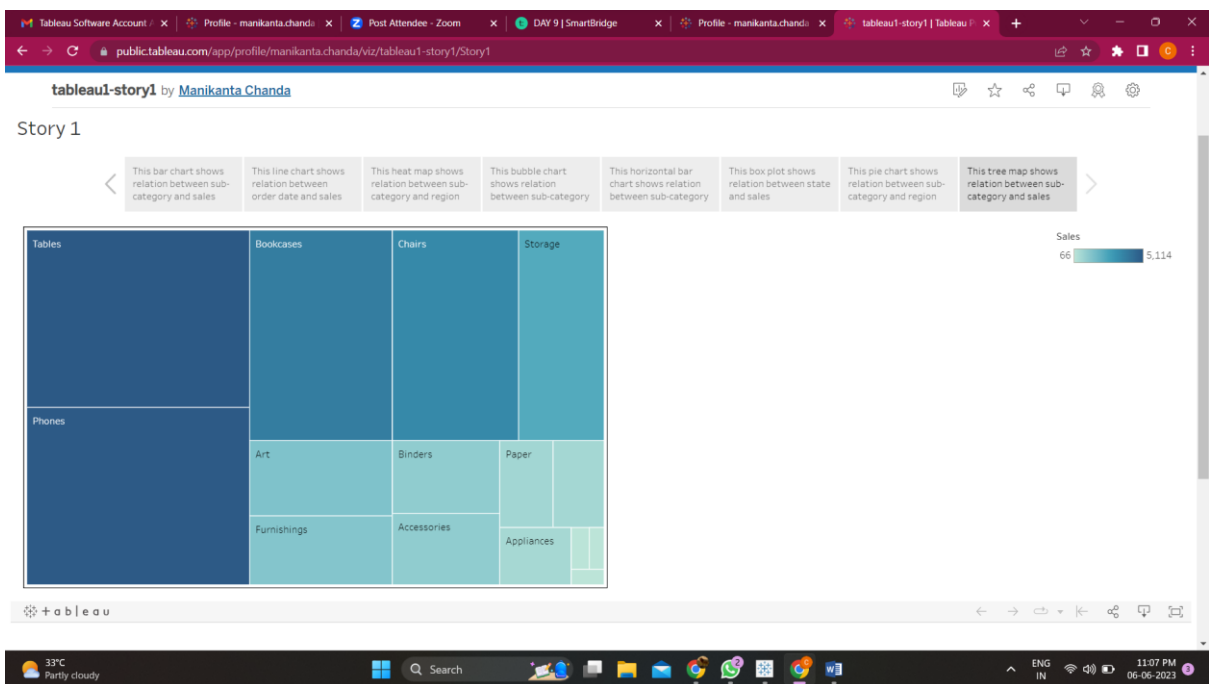 Tableau Software Account /
Profile - manikanta.chanda
Post Attendee - Zoom
DAY 9 | SmartBridge
Profile - manikanta.chanda
tableau1-story1 | Tableau P
public.tableau.com/app/profile/manikanta.chanda/viz/tableau1-story1/Story1
C
tableau1-story1 by Manikanta Chanda
Story 1
This bar chart shows
relation between sub-
category and sales
This line chart shows
relation between
order date and sales
This heat map shows
relation between sub-
category and region
This bubble chart
shows relation
between sub-category
This horizontal bar
chart shows relation
between sub-category
This box plot shows
relation between state
and sales
This pie chart shows
relation between sub-
category and region
This tree map shows
relation between sub-
category and sales
Tables
Bookcases
Chairs
Storage
Phones
Art
Binders
Paper
Furnishings
Accessories
Appliances
Sales
66 5,114
+ a b l e a u
33°C
Partly cloudy
Search
ENG
IN
11:07 PM
06-06-2023
3